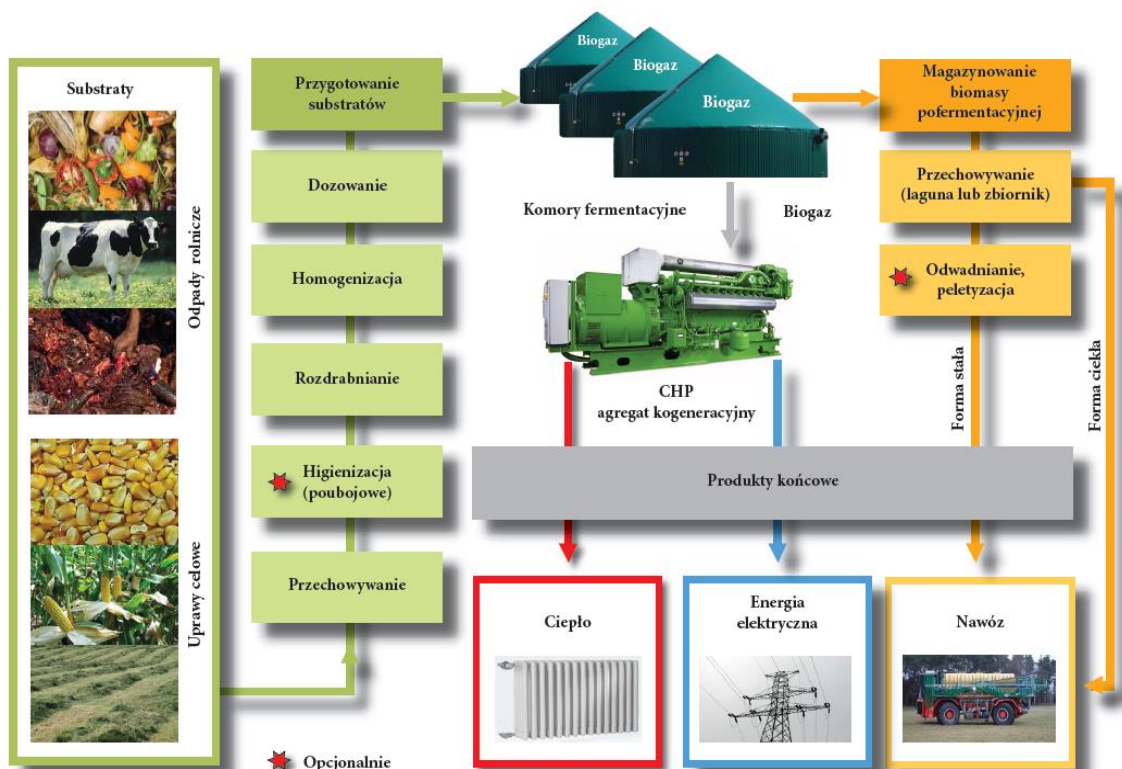 Substraty
Odpady rolnicze
Uprawy celowe
Przygotowanie
substratów
Dozowanie
Homogenizacja
Rozdrabnianie
Higienizacja
(poubojowe)
Przechowywanie
Opcjonalnie
Biogaz
Biogaz
Biogaz
Komory fermentacyjne
Biogaz
CHP
agregat kogeneracyjny
Magazynowanie
biomasy
pofermentacyjnej
Przechowywanie
(laguna lub zbiornik)
Odwadnianie,
peletyzacja
Forma stała
Forma ciekła
Produkty końcowe
Ciepło
Energia
elektryczna
Nawóz